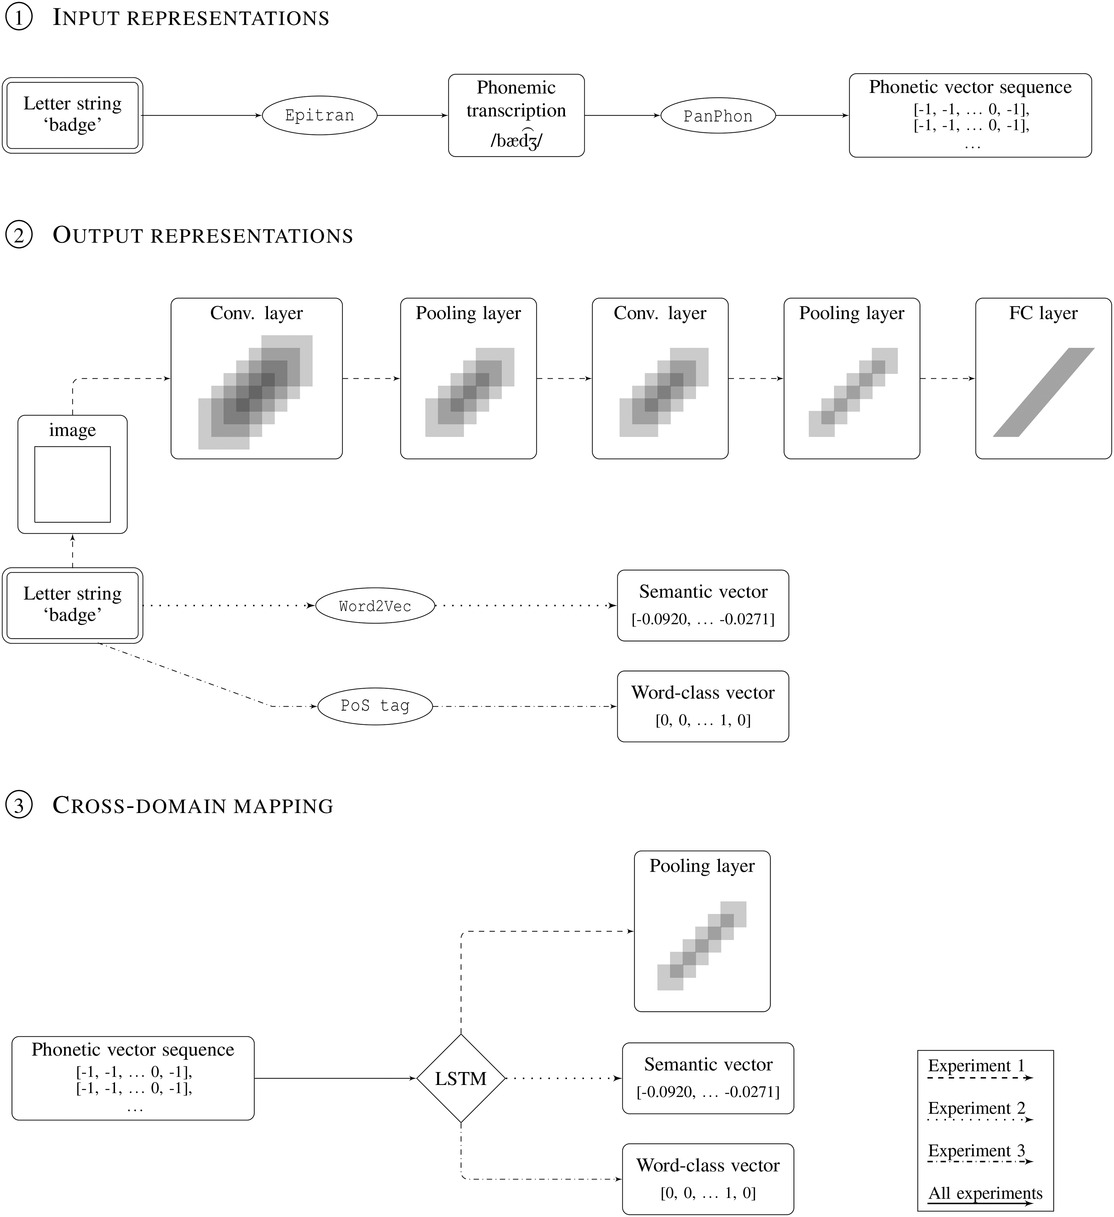 1 INPUT REPRESENTATIONS
Letter string
‘badge’
Epitran
Phonemic
transcription
/bæd͡ʒ/
PanPhon
Phonetic vector sequence
[-1, -1, … 0, -1],
[-1, -1, … 0, -1],
…
2 OUTPUT REPRESENTATIONS
Conv. layer
Pooling layer
Conv. layer
Pooling layer
FC layer
image
Letter string
‘badge’
Word2Vec
Semantic vector
[-0.0920, … -0.0271]
PoS tag
Word-class vector
[0, 0, … 1, 0]
3 CROSS-DOMAIN MAPPING
Pooling layer
Phonetic vector sequence
[-1, -1, … 0, -1],
[-1, -1, … 0, -1],
…
LSTM
Semantic vector
[-0.0920, … -0.0271]
Word-class vector
[0, 0, … 1, 0]
Experiment 1
Experiment 2
Experiment 3
All experiments